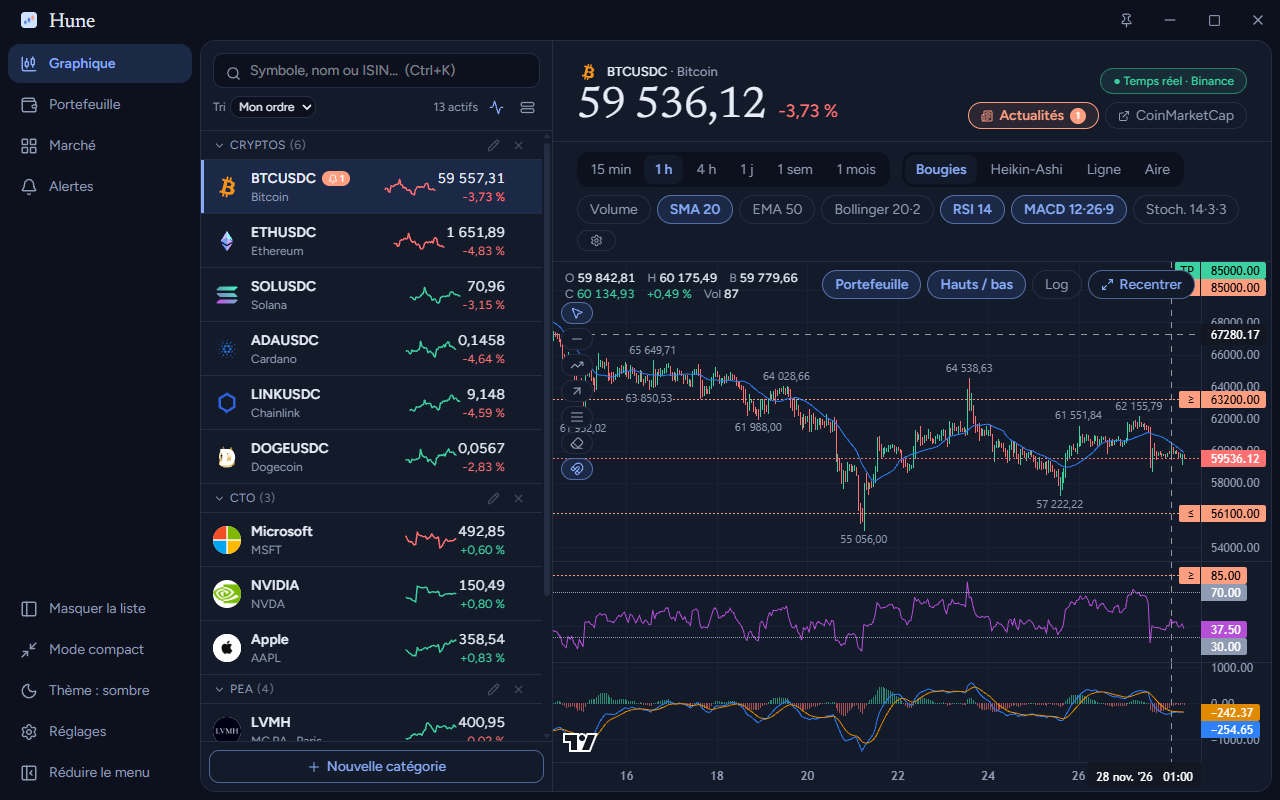 Hune
Graphique
Portefeuille
Marché
Alertes
Masquer la liste
Mode compact
Thème : sombre
Réglages
Réduire le menu
Symbole, nom ou ISIN… (Ctrl+K)
Tri Mon ordre 13 actifs
CRYPTOS (6)
BTCUSDC 1 59 557,31
Bitcoin -3,73 %
ETHUSDC 1 651,89
Ethereum -4,83 %
SOLUSDC 70,96
Solana -3,15 %
ADAUSDC 0,1458
Cardano -4,64 %
LINKUSDC 9,148
Chainlink -4,59 %
DOGEUSDC 0,0567
Dogecoin -2,83 %
CTO (3)
Microsoft 492,85
MSFT +0,60 %
NVIDIA 150,49
NVDA +0,80 %
Apple 358,54
AAPL +0,83 %
PEA (4)
LVMH LVMH 400,95
MC.PA · Paris -0,02 %
+ Nouvelle catégorie
BTCUSDC · Bitcoin
59 536,12 -3,73 %
Temps réel · Binance
Actualités 1 CoinMarketCap
15 min 1 h 4 h 1 j 1 sem 1 mois Bougies Heikin-Ashi Ligne Aire
Volume SMA 20 EMA 50 Bollinger 20·2 RSI 14 MACD 12·26·9 Stoch. 14·3·3
O 59 842,81 H 60 175,49 B 59 779,66
C 60 134,93 +0,49 % Vol 87
Portefeuille Hauts / bas Log Recentrer
TP 85000.00
85000.00
68000.00
67280.17
65 649,71
66000.00
64 028,66
64 538,63
64000.00
63 850,53
≥ 63200.00
62 155,79
61 988,00
61 551,84
62000.00
60000.00
59536.12
58000.00
57 222,22
≤ 56100.00
55 056,00
54000.00
≥ 85.00
70.00
37.50
30.00
1000.00
0.00
−242.37
−254.65
−1000.00
16 18 20 22 24 26 28 nov. '26 01:00